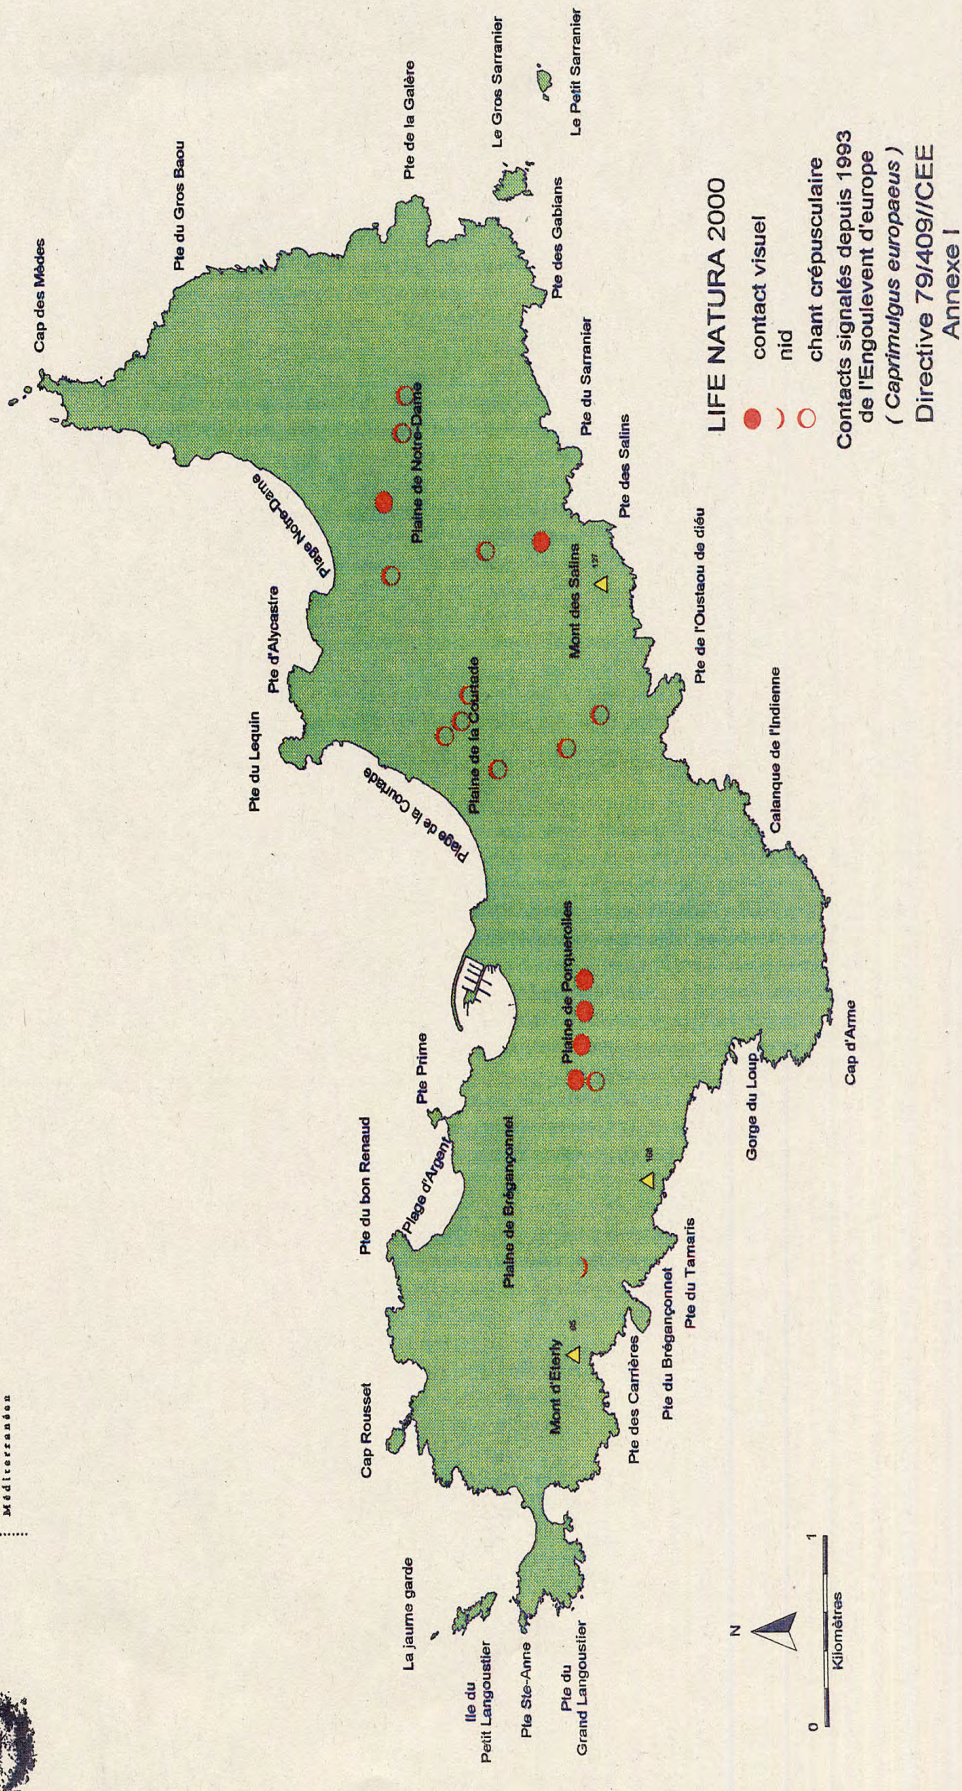 Méditerranéen
Cap des Mèdes
Pte du Gros Baou
Pte de la Galère
Le Gros Sarranier
Le Petit Sarranier
Pte des Gabians
Pte du Sarranier
Pte des Salins
Plage Notre-Dame
Plaine de Notre-Dame
Pte d'Alycastre
Pte du Lequin
Mont des Salins
127
Pte de l'Oustaou de diéu
Plage de la Courtade
Plaine de la Courtade
Calanque de l'Indienne
Plaine de Porquerolles
Cap d'Arme
Gorge du Loup
Pte Prime
Pte du bon Renaud
Plage d'Argent
Plaine de Brégançonnet
108
Pte du Tamaris
Pte du Brégançonnet
Pte des Carrières
Mont d'Eterly
Cap Rousset
La jaume garde
Ile du
Petit Langoustier
Pte Ste-Anne
Pte du
Grand Langoustier
LIFE NATURA 2000
contact visuel
nid
chant crépusculaire
Contacts signalés depuis 1993
de l'Engoulevent d'europe
( Caprimulgus europaeus )
Directive 79/409//CEE
Annexe I
N
0 1
Kilomètres